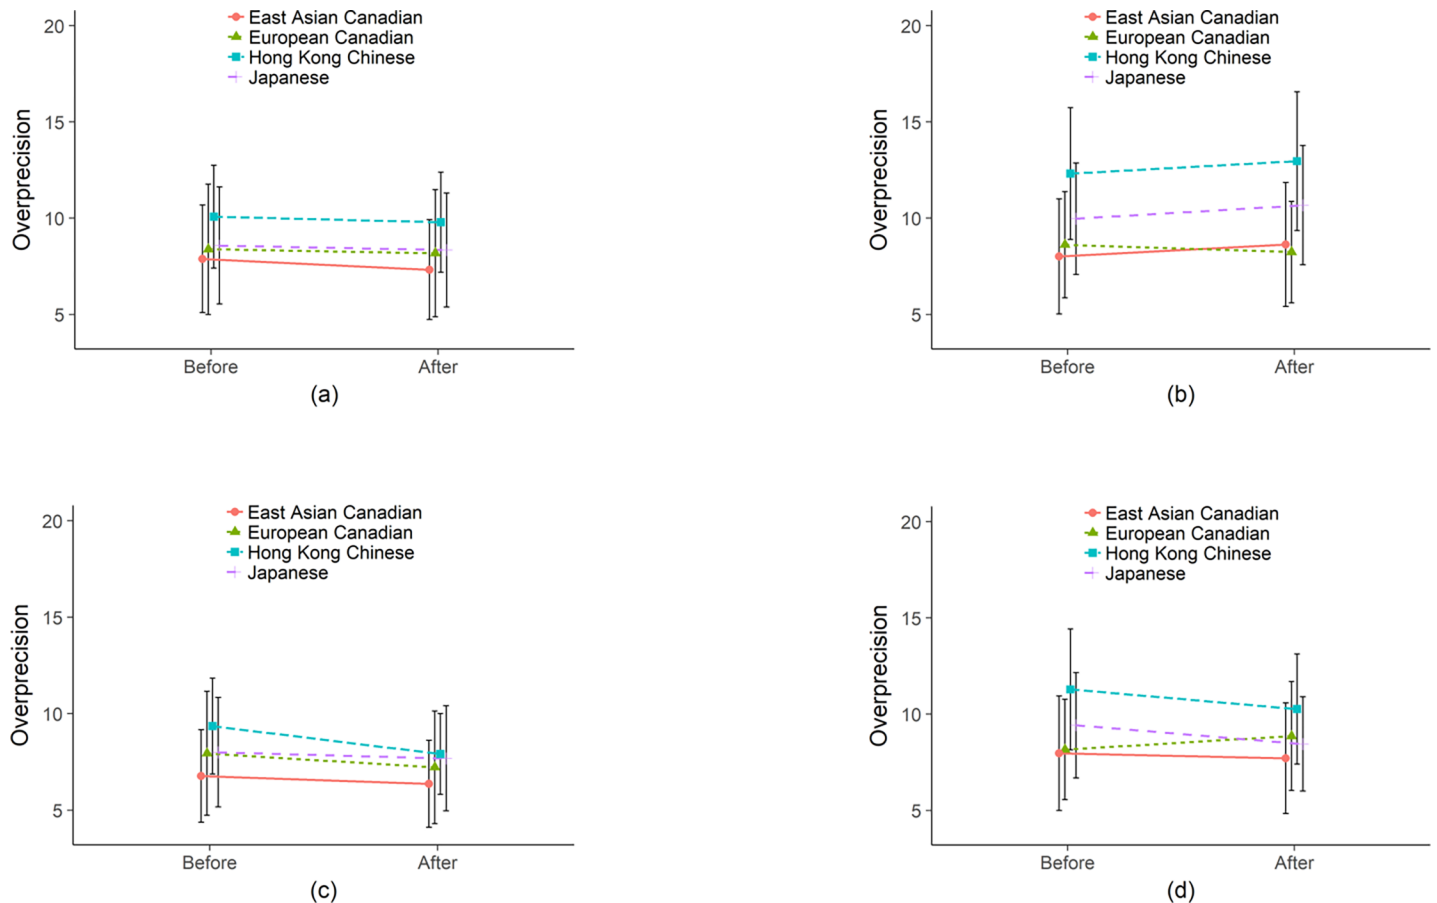 East Asian Canadian
European Canadian
Hong Kong Chinese
Japanese
Overprecision
20
15
10
5
Before After
(a)
East Asian Canadian
European Canadian
Hong Kong Chinese
Japanese
Overprecision
20
15
10
5
Before After
(b)
East Asian Canadian
European Canadian
Hong Kong Chinese
Japanese
Overprecision
20
15
10
5
Before After
(c)
East Asian Canadian
European Canadian
Hong Kong Chinese
Japanese
Overprecision
20
15
10
5
Before After
(d)